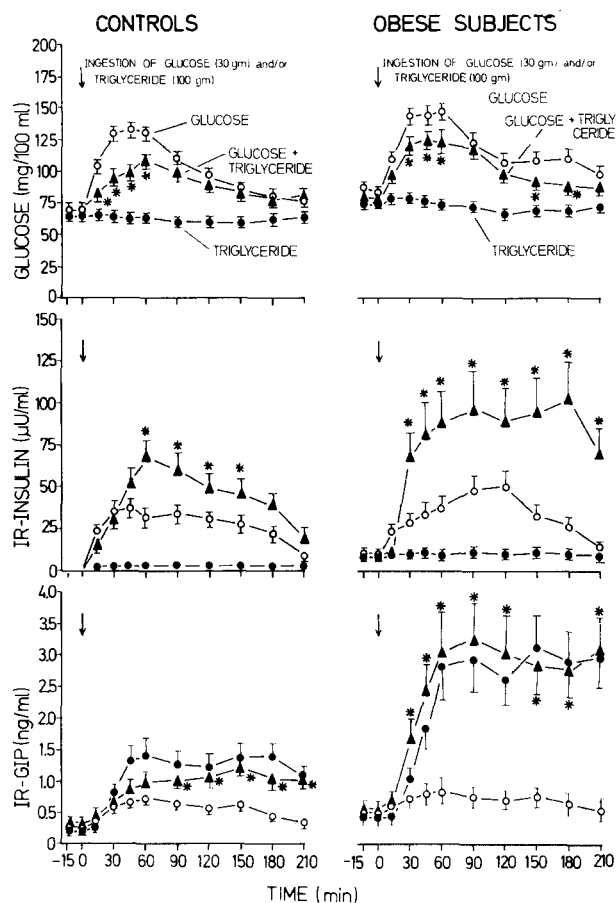 CONTROLS
OBESE SUBJECTS
INGESTION OF GLUCOSE (30 gm) and/or
TRIGLYCERIDE (100 gm)
INGESTION OF GLUCOSE (30 gm) and/or
TRIGLYCERIDE (100 gm)
GLUCOSE (mg/100 ml)
200
175
150
125
100
75
50
25
0
GLUCOSE
GLUCOSE +
TRIGLYCERIDE
TRIGLYCERIDE
GLUCOSE
GLUCOSE + TRIGLY
CERIDE
TRIGLYCERIDE
IR-INSULIN (µU/ml)
150
125
100
75
50
25
0
IR-GIP (ng/ml)
4.0
3.5
3.0
2.5
2.0
1.5
1.0
0.5
0
-15 0 30 60 90 120 150 180 210
-15 0 30 60 90 120 150 180 210
TIME (min)